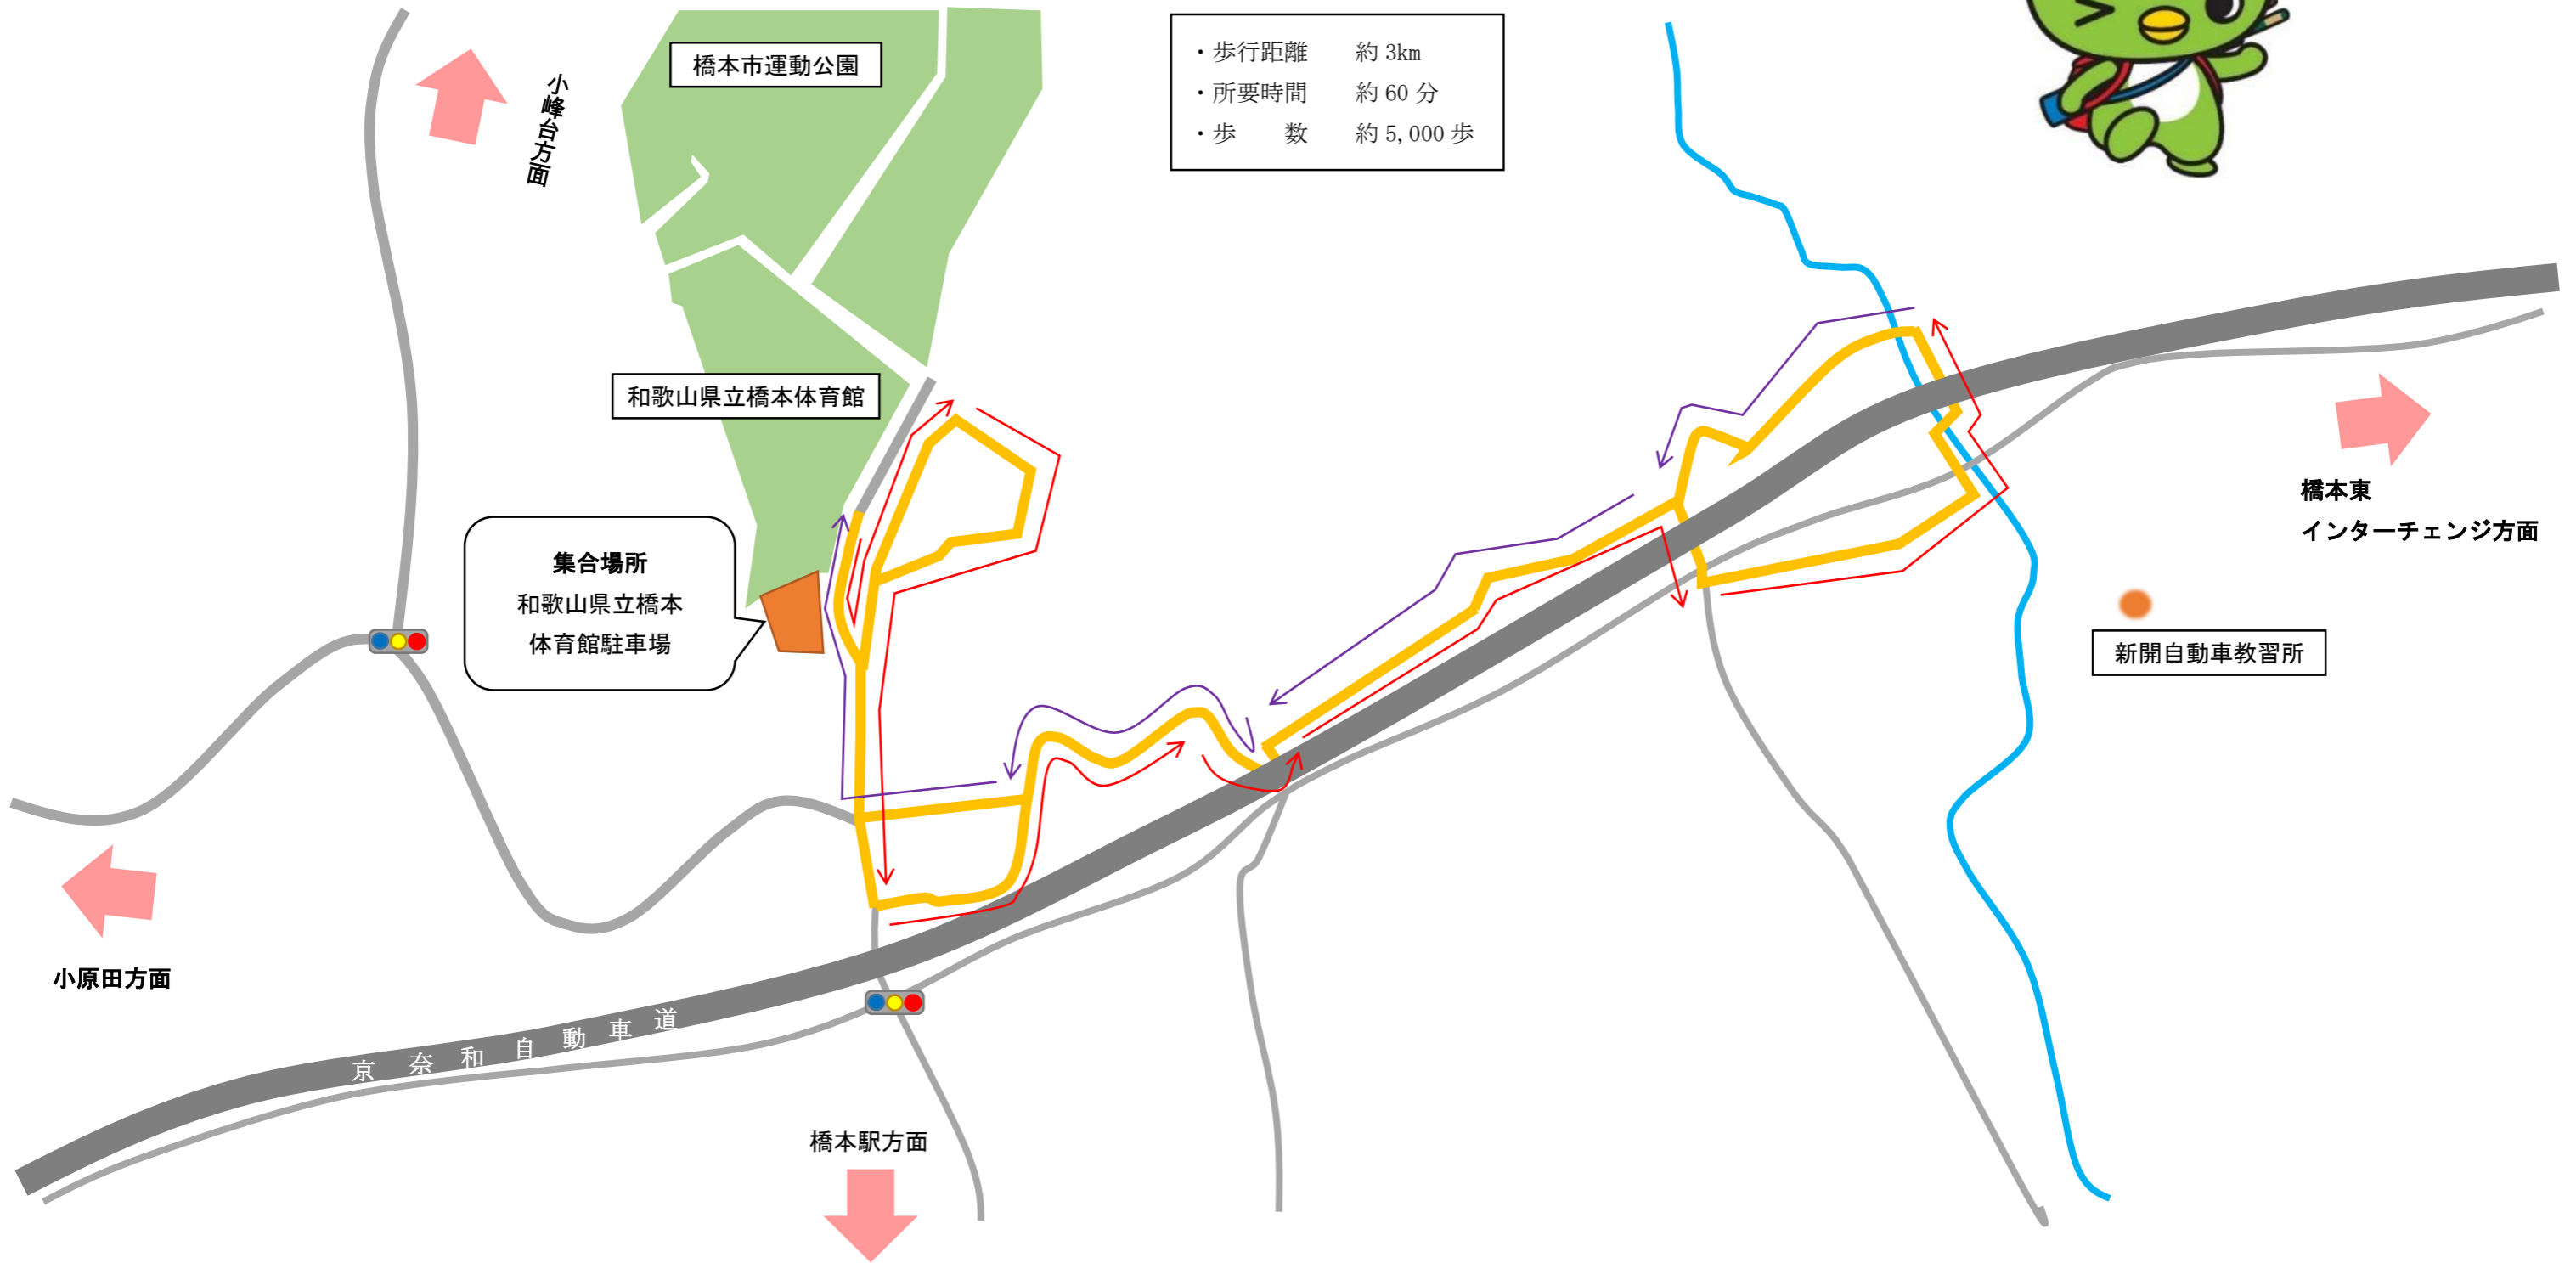 橋本市運動公園
・歩行距離　　約 3km
・所要時間　　約 60 分
・歩　　数　　約 5,000 歩
小峰台方面
和歌山県立橋本体育館
集合場所
和歌山県立橋本
体育館駐車場
橋本東
インターチェンジ方面
新開自動車教習所
小原田方面
京奈和自動車道
橋本駅方面